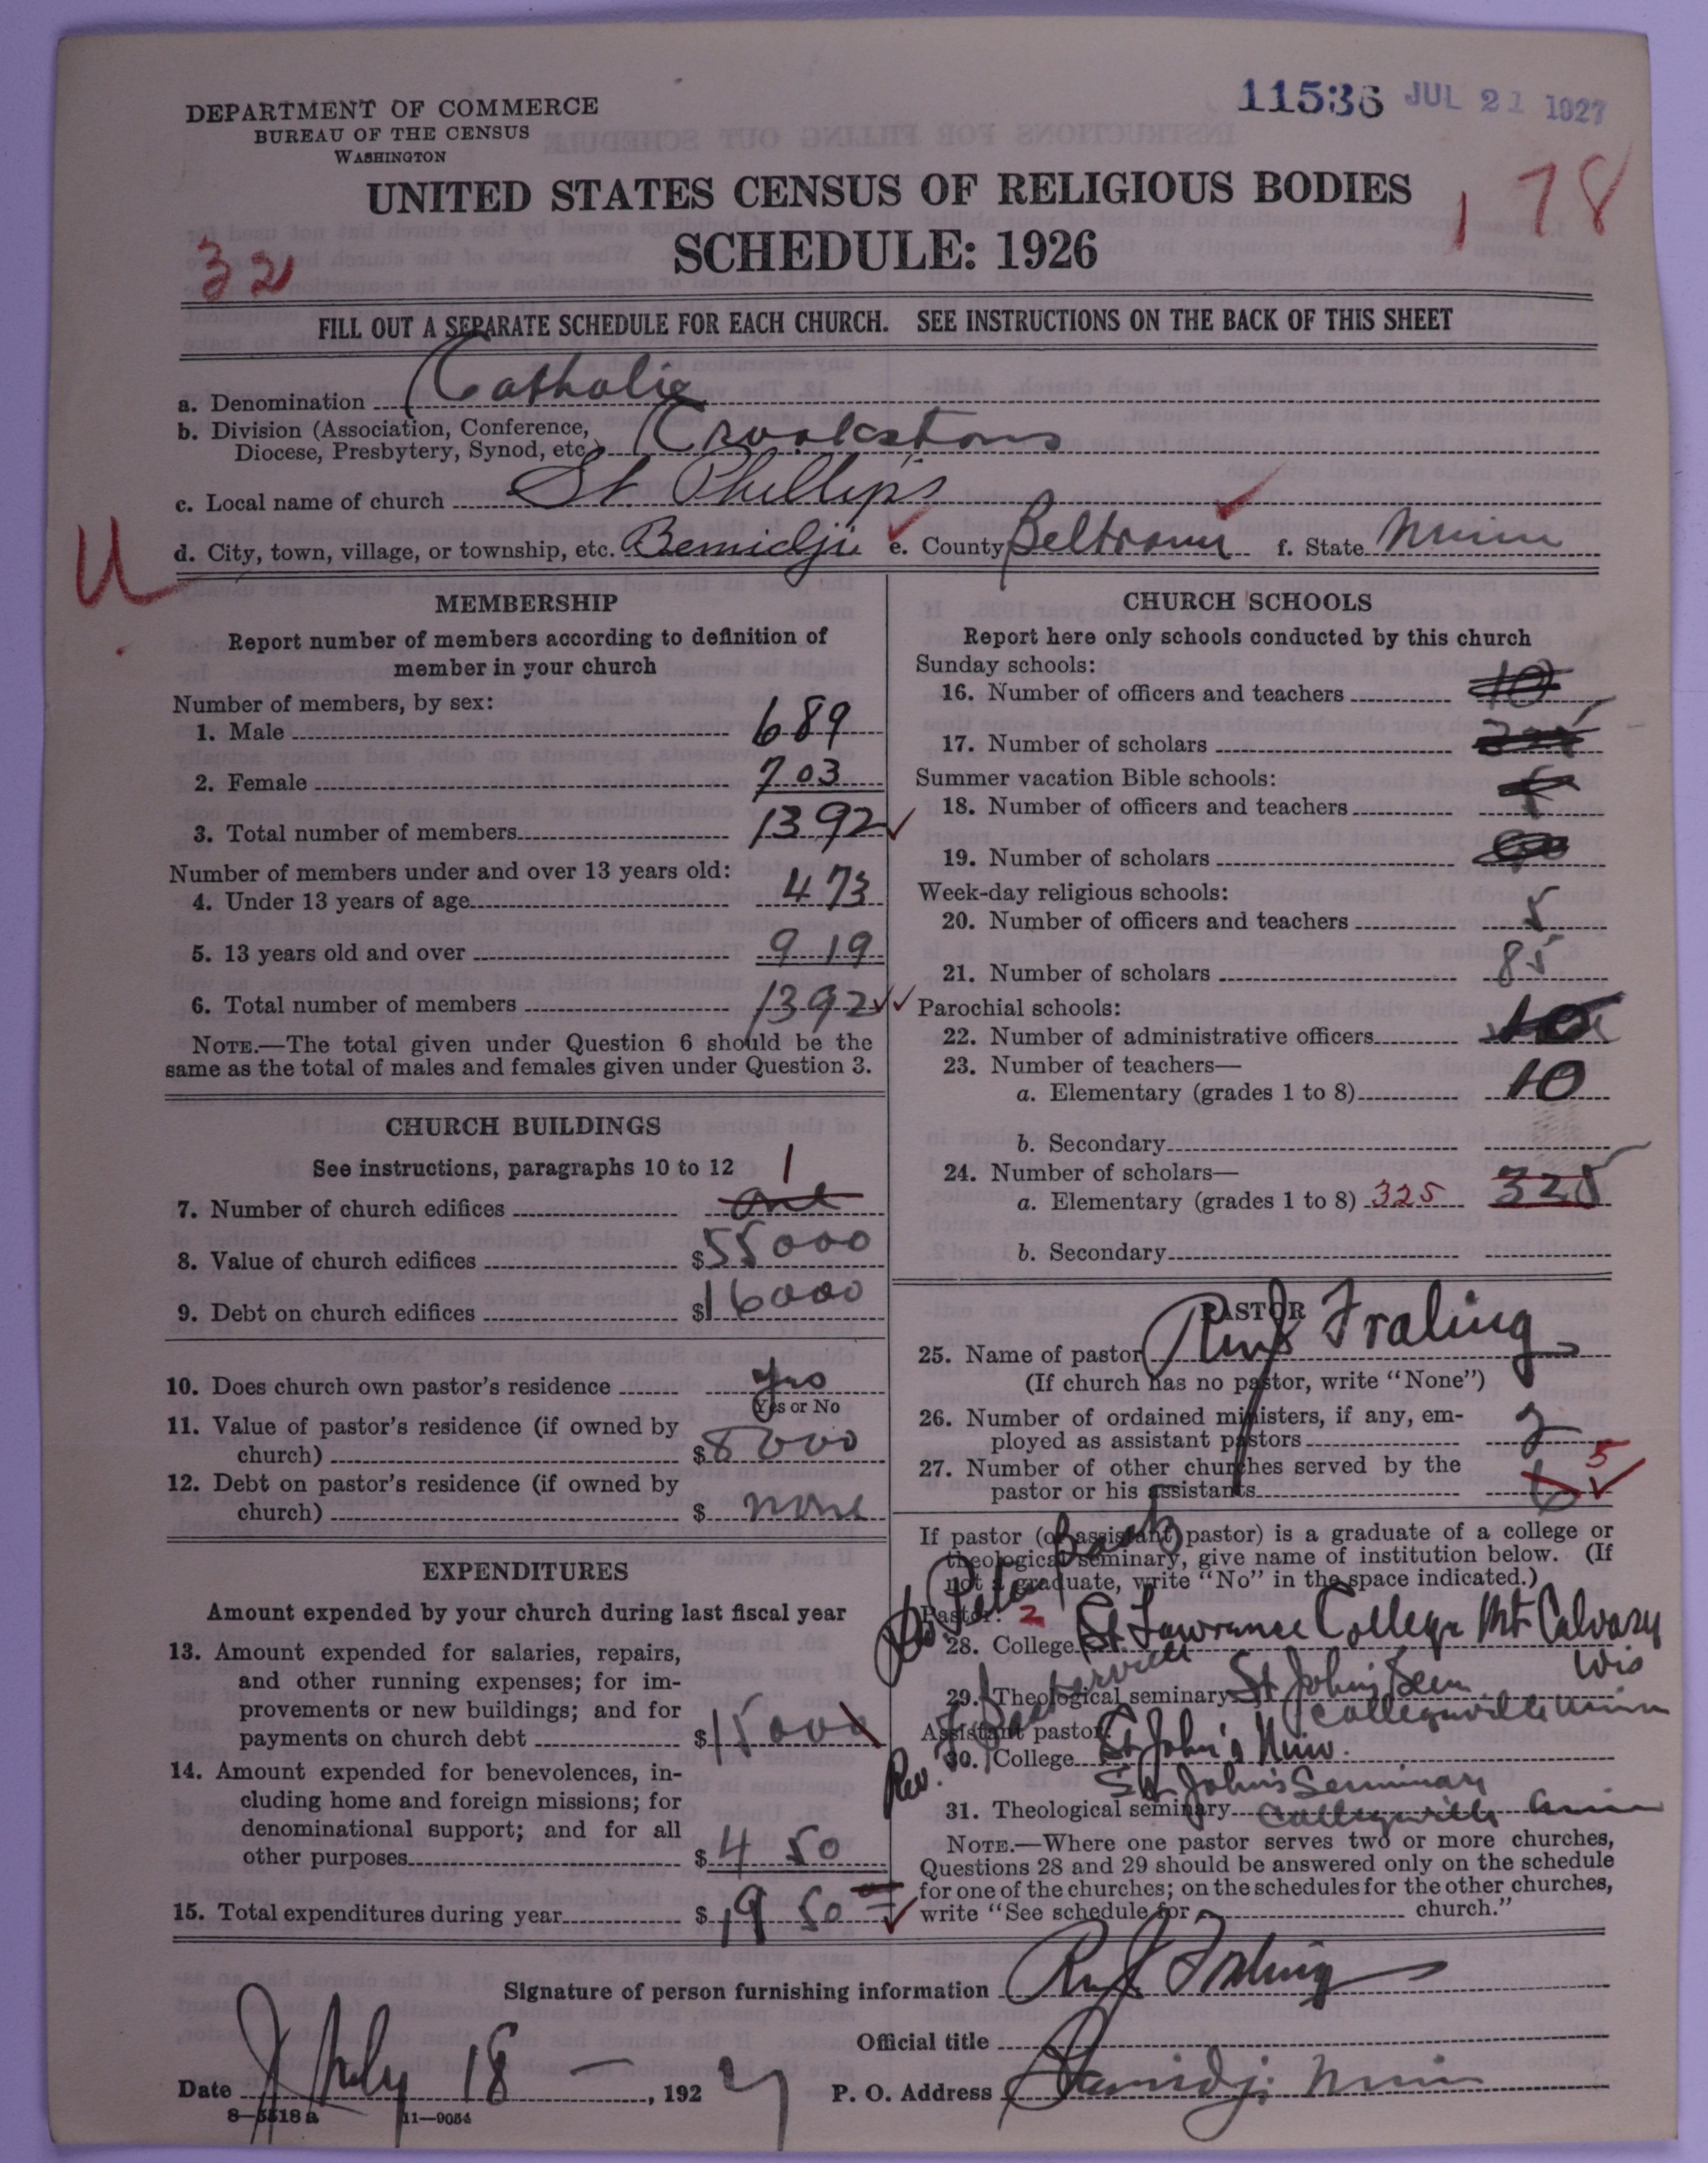 11536 JUL 21 1927
DEPARTMENT OF COMMERCE
BUREAU OF THE CENSUS
WASHINGTON
UNITED STATES CENSUS OF RELIGIOUS BODIES
SCHEDULE: 1926
32
178
FILL OUT A SEPARATE SCHEDULE FOR EACH CHURCH. SEE INSTRUCTIONS ON THE BACK OF THIS SHEET
a. Denomination Catholic
b. Division (Association, Conference,
Diocese, Presbytery, Synod, etc.) Crookston
c. Local name of church St. Phillip's
d. City, town, village, or township, etc. Bemidji e. County Beltrami f. State Minn
U
MEMBERSHIP
Report number of members according to definition of
member in your church
Number of members, by sex:
1. Male 689
2. Female 703
3. Total number of members 1392
Number of members under and over 13 years old:
4. Under 13 years of age 473
5. 13 years old and over 919
6. Total number of members 1392
NOTE.—The total given under Question 6 should be the
same as the total of males and females given under Question 3.
CHURCH BUILDINGS
See instructions, paragraphs 10 to 12
1
7. Number of church edifices one
8. Value of church edifices $55000
9. Debt on church edifices $16000
10. Does church own pastor's residence yes
Yes or No
11. Value of pastor's residence (if owned by
church) $8000
12. Debt on pastor's residence (if owned by
church) $ none
EXPENDITURES
Amount expended by your church during last fiscal year
13. Amount expended for salaries, repairs,
and other running expenses; for im-
provements or new buildings; and for
payments on church debt $15000
14. Amount expended for benevolences, in-
cluding home and foreign missions; for
denominational support; and for all
other purposes $450
15. Total expenditures during year $1950
CHURCH SCHOOLS
Report here only schools conducted by this church
Sunday schools:
16. Number of officers and teachers 10
17. Number of scholars
Summer vacation Bible schools:
18. Number of officers and teachers
19. Number of scholars
Week-day religious schools:
20. Number of officers and teachers 5
21. Number of scholars 85
Parochial schools:
22. Number of administrative officers 10
23. Number of teachers—
a. Elementary (grades 1 to 8) 10
b. Secondary
24. Number of scholars—
a. Elementary (grades 1 to 8) 325 325
b. Secondary
PASTOR
25. Name of pastor Rev J Fraling
(If church has no pastor, write "None")
26. Number of ordained ministers, if any, em-
ployed as assistant pastors 2
27. Number of other churches served by the
pastor or his assistants 6 5
If pastor (or assistant pastor) is a graduate of a college or
theological seminary, give name of institution below. (If
not a graduate, write "No" in the space indicated.)
Pastor: 2
28. College St Lawrance College Mt Calvary
Wis
29. Theological seminary St John's Sem
Collegeville Minn
Assistant pastor:
Rev.
30. College St John's Univ.
St John's Seminary
31. Theological seminary Collegeville Minn
NOTE.—Where one pastor serves two or more churches,
Questions 28 and 29 should be answered only on the schedule
for one of the churches; on the schedules for the other churches,
write "See schedule for church."
Signature of person furnishing information Rev J Fraling
Official title
Date July 18 – , 1927 P. O. Address Bemidji Minn
8—5518a 11—9054